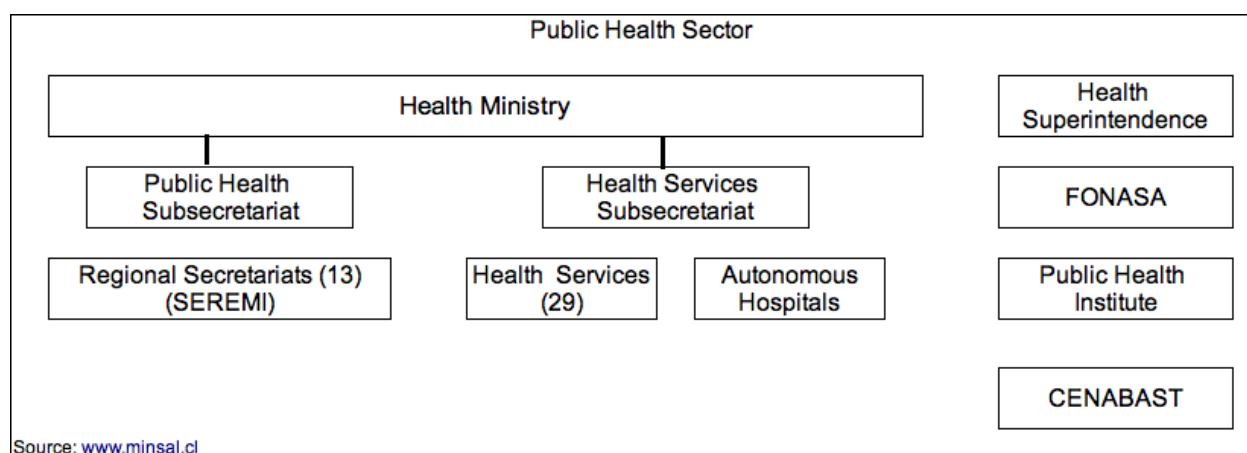 Public Health Sector
Health Ministry
Health
Superintendence
Public Health
Subsecretariat
Health Services
Subsecretariat
FONASA
Regional Secretariats (13)
(SEREMI)
Health Services
(29)
Autonomous
Hospitals
Public Health
Institute
CENABAST
Source: www.minsal.cl